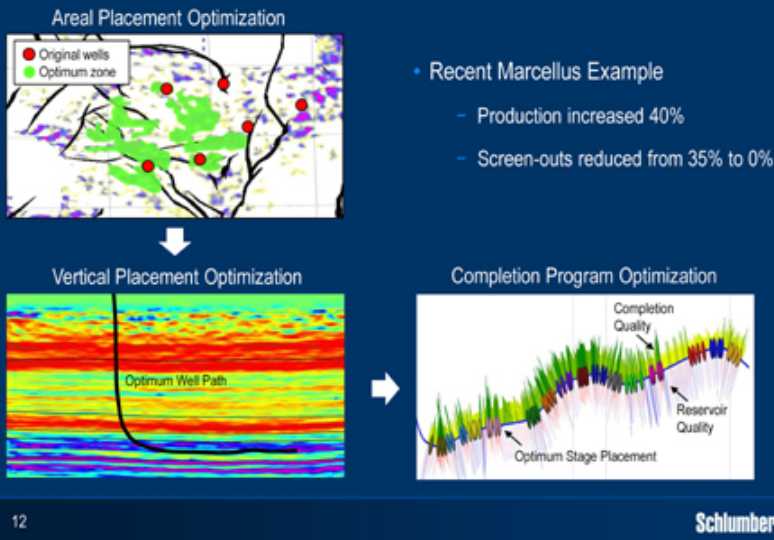 Areal Placement Optimization
Original wells
Optimum zone
• Recent Marcellus Example
– Production increased 40%
– Screen-outs reduced from 35% to 0%
Vertical Placement Optimization
Optimum Well Path
Completion Program Optimization
Completion
Quality
Reservoir
Quality
Optimum Stage Placement
12
Schlumber